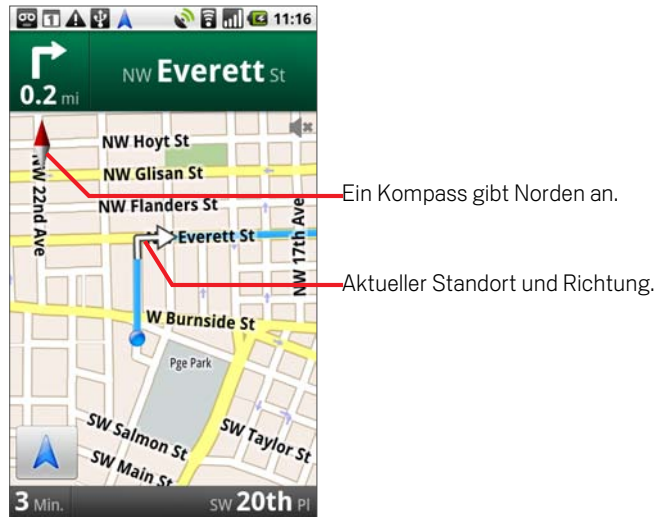 11:16
NW Everett St
0.2 mi
NW Hoyt St
NW Glisan St
NW 22nd Ave
NW Flanders St
NW 17th Ave
Everett St
W Burnside St
Pge Park
SW Salmon St
SW Taylor St
SW Main St
3 Min.
SW 20th Pl
Ein Kompass gibt Norden an.
Aktueller Standort und Richtung.